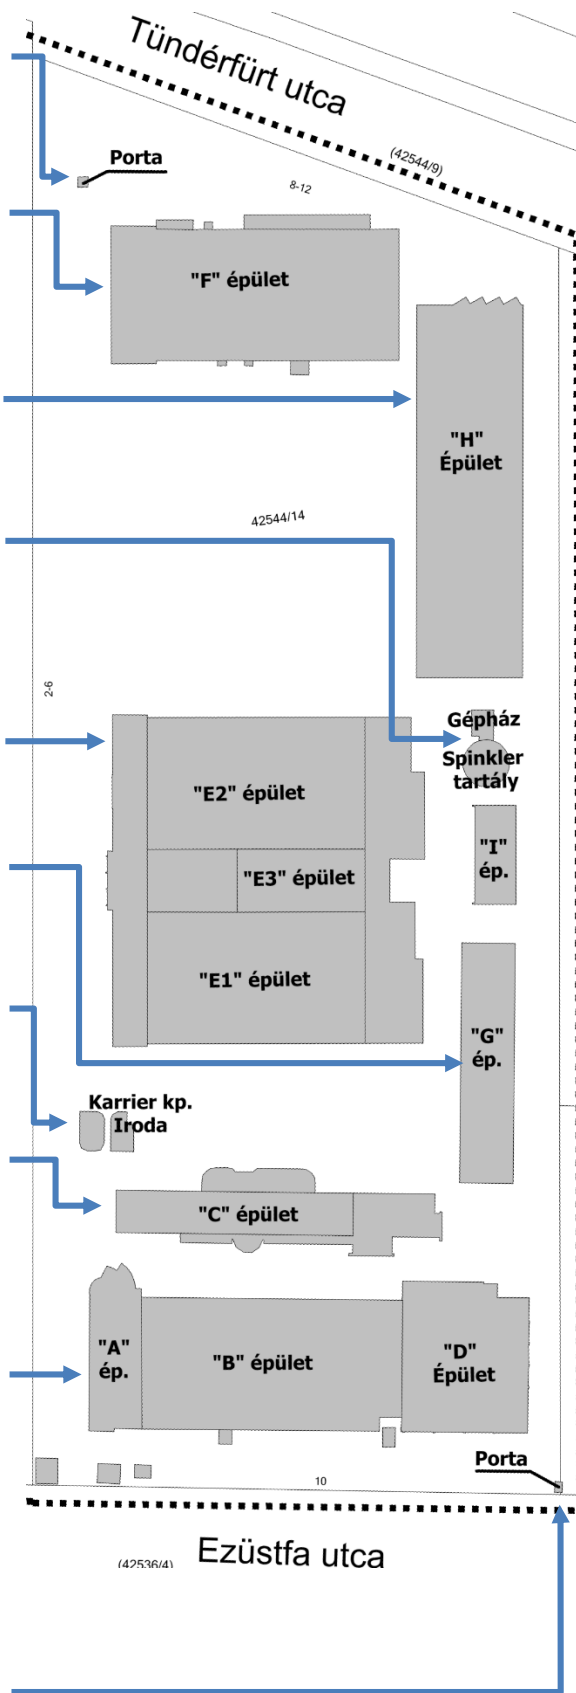 Tündérfürt utca
(42544/9)
Porta
8-12
"F" épület
"H"
Épület
42544/14
2-6
Gépház
Spinkler
tartály
"E2" épület
"I"
ép.
"E3" épület
"E1" épület
"G"
ép.
Karrier kp.
Iroda
"C" épület
"A"
ép.
"B" épület
"D"
Épület
Porta
10
Ezüstfa utca
(42536/4)